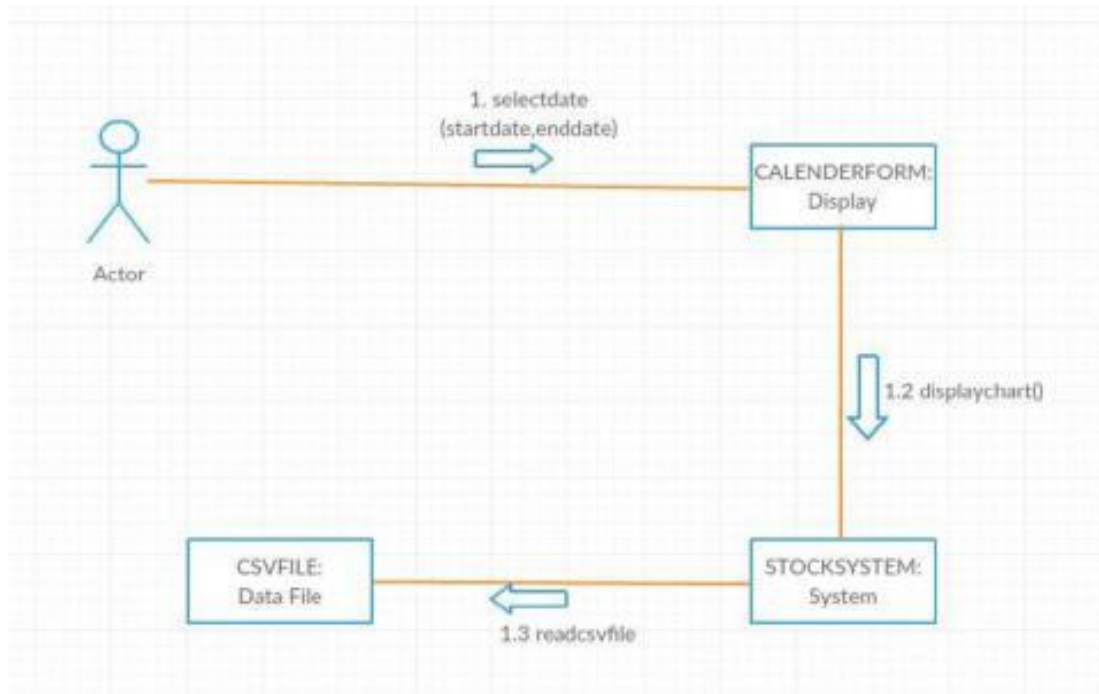 1. selectdate
(startdate,enddate)
CALENDERFORM:
Display
Actor
1.2 displaychart()
CSVFILE:
Data File
STOCKSYSTEM:
System
1.3 readcsvfile